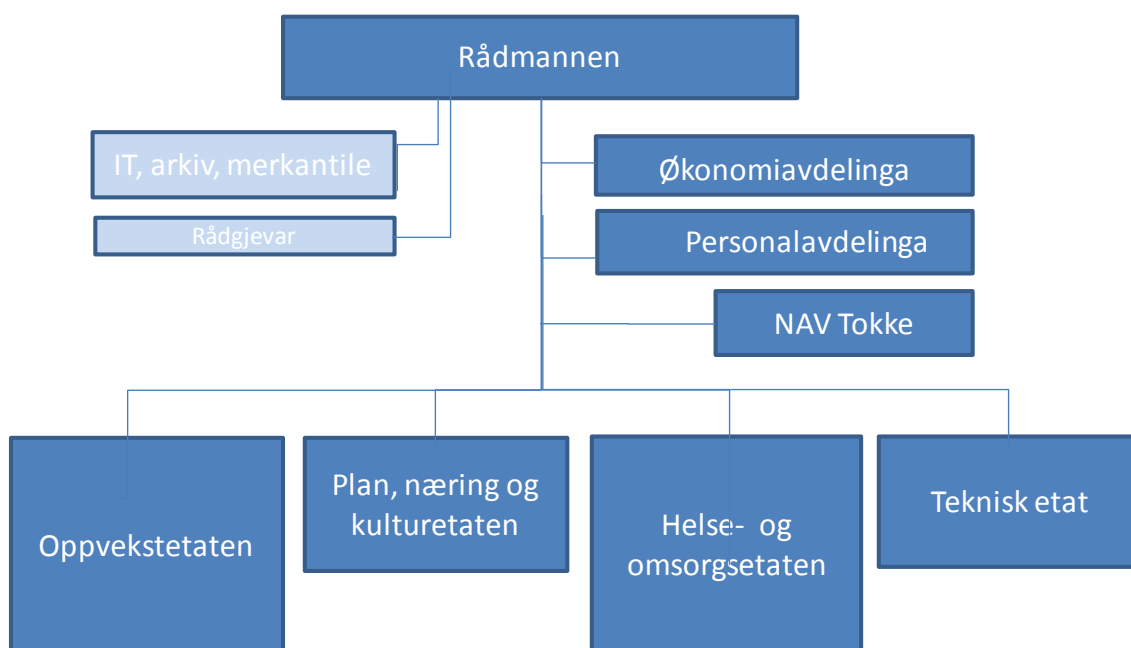 Rådmannen
IT, arkiv, merkantile
Økonomiavdelinga
Rådgjevar
Personalavdelinga
NAV Tokke
Oppvekstetaten
Plan, næring og
kulturetaten
Helse- og
omsorgsetaten
Teknisk etat